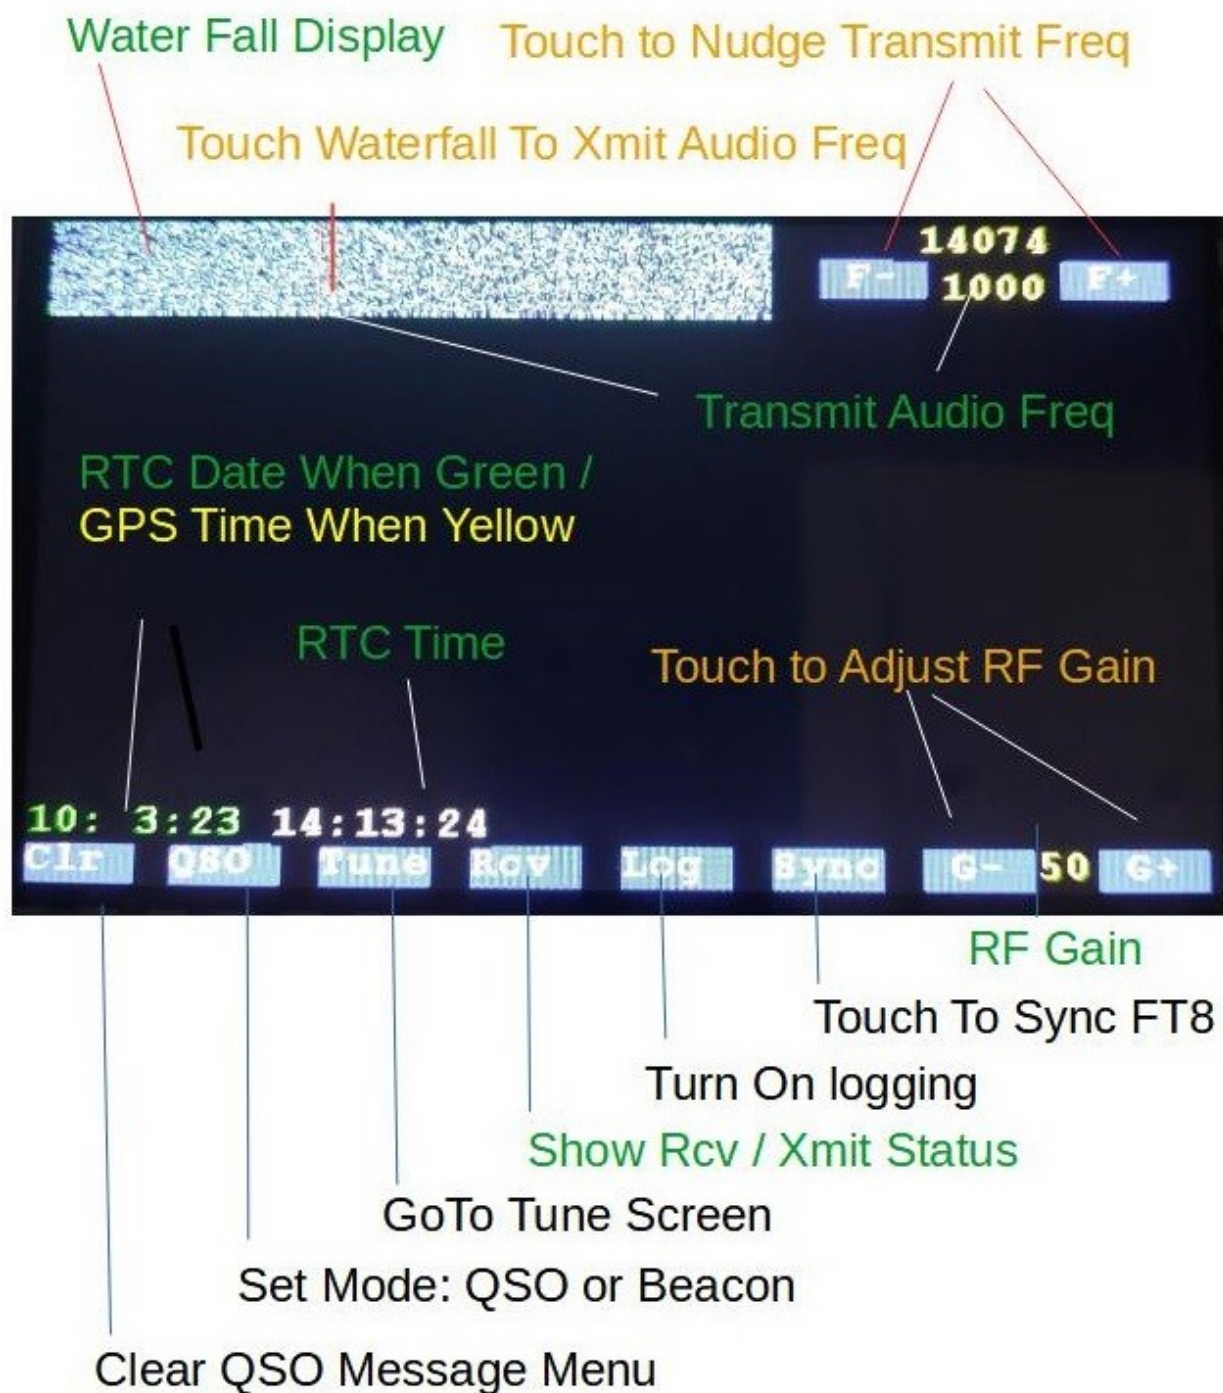 Water Fall Display
Touch to Nudge Transmit Freq
Touch Waterfall To Xmit Audio Freq
14074
F-
1000
F+
Transmit Audio Freq
RTC Date When Green /
GPS Time When Yellow
RTC Time
Touch to Adjust RF Gain
10: 3:23 14:13:24
Clr QSO Tune Rcv Log Sync G- 50 G+
RF Gain
Touch To Sync FT8
Turn On logging
Show Rcv / Xmit Status
GoTo Tune Screen
Set Mode: QSO or Beacon
Clear QSO Message Menu